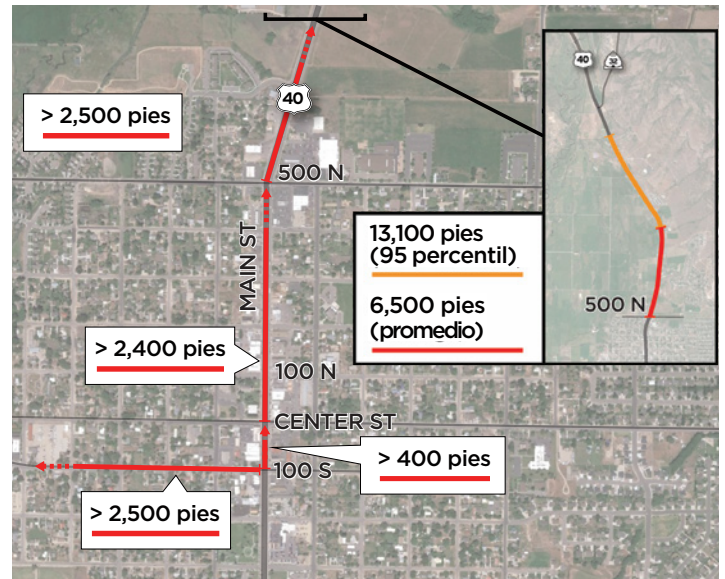 40
32
> 2,500 pies
40
500 N
13,100 pies
(95 percentil)
6,500 pies
(promedio)
500 N
MAIN ST
> 2,400 pies
100 N
CENTER ST
> 400 pies
100 S
> 2,500 pies